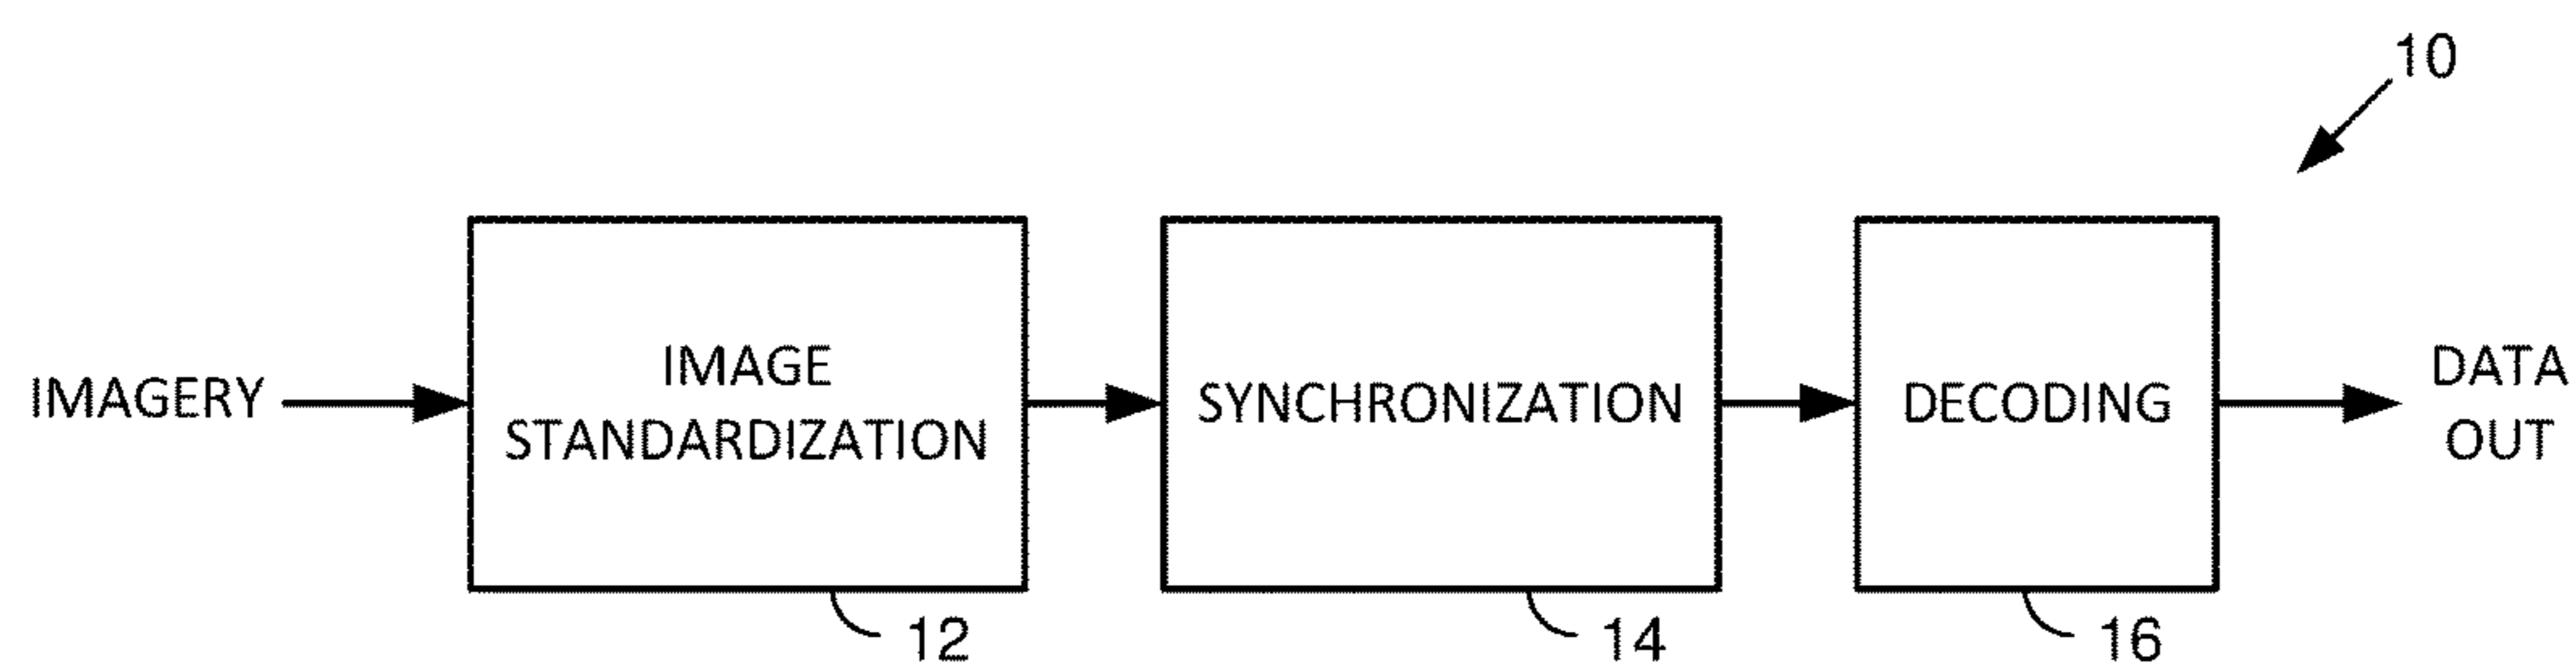 10
IMAGERY
IMAGE
STANDARDIZATION
SYNCHRONIZATION
DECODING
DATA
OUT
12
14
16